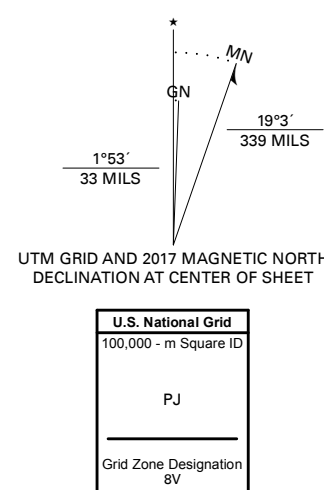 ★
MN
GN
19°3´
339 MILS
1°53´
33 MILS
UTM GRID AND 2017 MAGNETIC NORTH
DECLINATION AT CENTER OF SHEET
U.S. National Grid
100,000 - m Square ID
PJ
Grid Zone Designation
8V